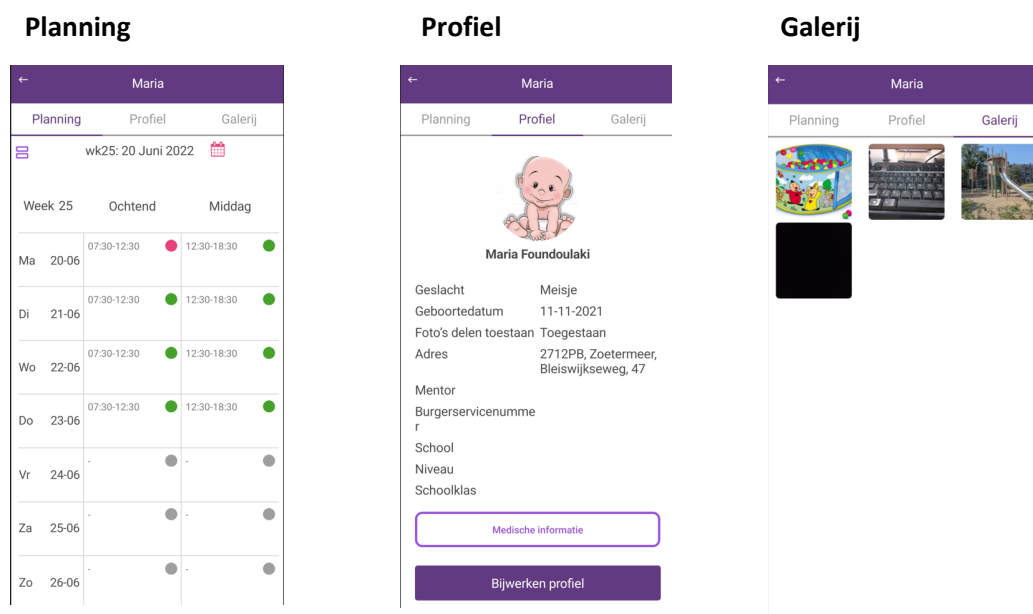 Planning
Profiel
Galerij
← Maria
Planning Profiel Galerij
wk25: 20 Juni 2022
Week 25 Ochtend Middag
Ma 20-06 07:30-12:30 12:30-18:30
Di 21-06 07:30-12:30 12:30-18:30
Wo 22-06 07:30-12:30 12:30-18:30
Do 23-06 07:30-12:30 12:30-18:30
Vr 24-06 - -
Za 25-06 - -
Zo 26-06 - -
← Maria
Planning Profiel Galerij
Maria Foundoulaki
Geslacht Meisje
Geboortedatum 11-11-2021
Foto's delen toestaan Toegestaan
Adres 2712PB, Zoetermeer,
Bleiswijkseweg, 47
Mentor
Burgerservicenumme
r
School
Niveau
Schoolklas
Medische informatie
Bijwerken profiel
← Maria
Planning Profiel Galerij